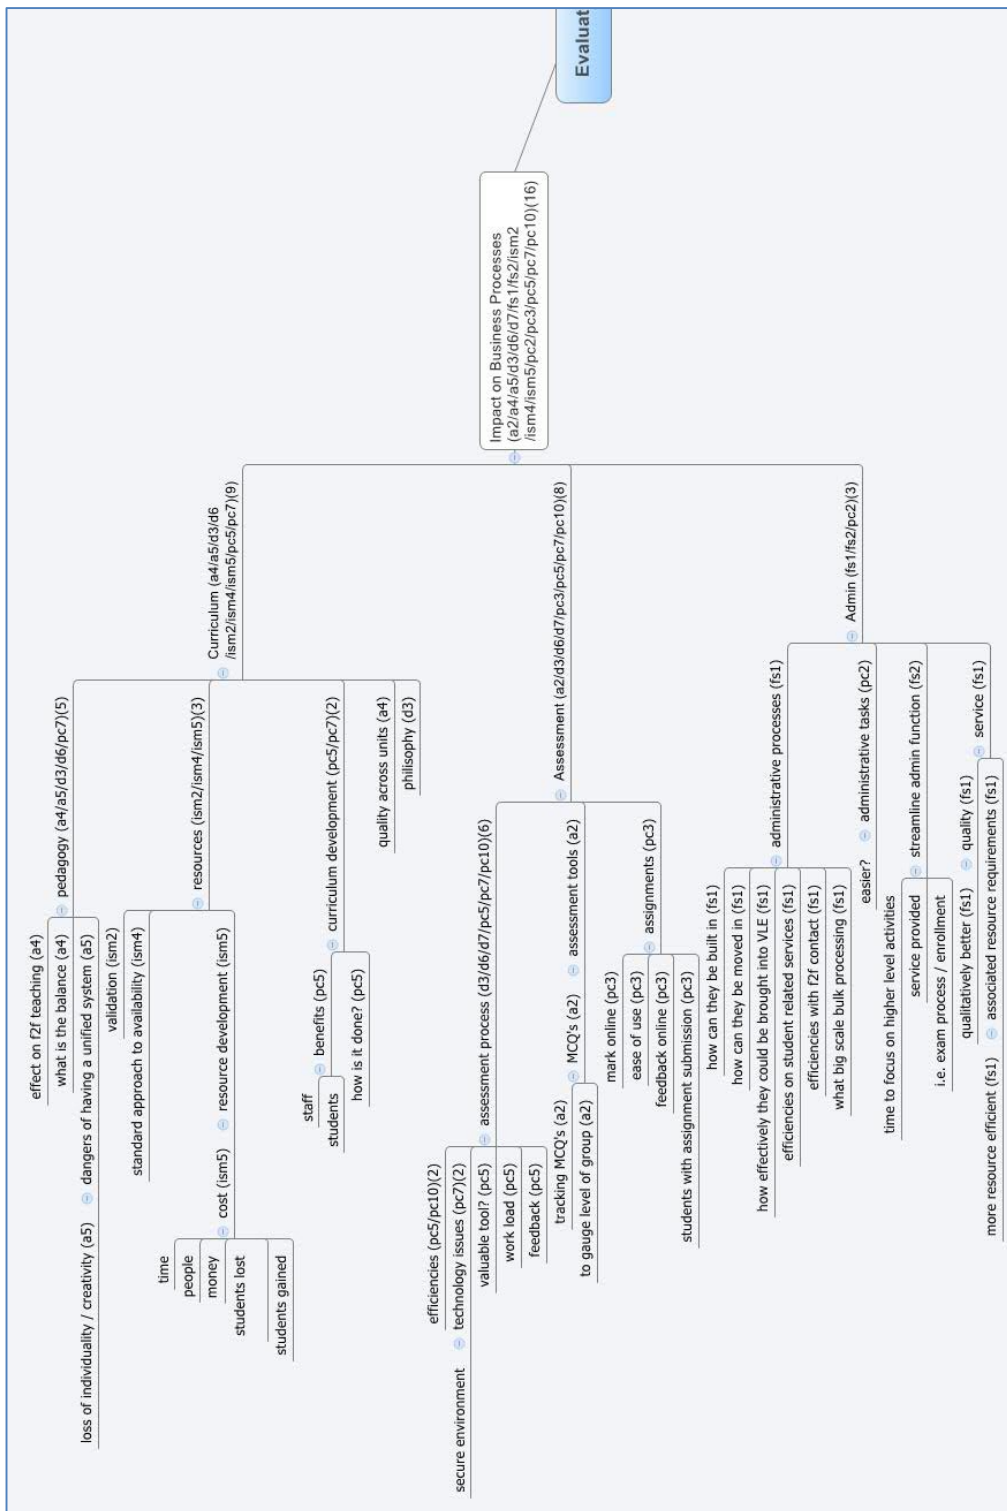 Evaluat
Impact on Business Processes
(a2/a4/a5/d3/d6/d7/fs1/fs2/ism2
/ism4/ism5/pc2/pc3/pc5/pc7/pc10)(16)
Curriculum (a4/a5/d3/d6
/ism2/ism4/ism5/pc5/pc7)(9)
pedagogy (a4/a5/d3/d6/pc7)(5)
effect on f2f teaching (a4)
what is the balance (a4)
dangers of having a unified system (a5)
loss of individuality / creativity (a5)
resources (ism2/ism4/ism5)(3)
validation (ism2)
standard approach to availability (ism4)
resource development (ism5)
cost (ism5)
time
people
money
students lost
students gained
curriculum development (pc5/pc7)(2)
benefits (pc5)
staff
students
how is it done? (pc5)
quality across units (a4)
philisophy (d3)
Assessment (a2/d3/d6/d7/pc3/pc5/pc7/pc10)(8)
assessment process (d3/d6/d7/pc5/pc7/pc10)(6)
efficiencies (pc5/pc10)(2)
technology issues (pc7)(2)
secure environment
valuable tool? (pc5)
work load (pc5)
feedback (pc5)
assessment tools (a2)
MCQ's (a2)
tracking MCQ's (a2)
to gauge level of group (a2)
assignments (pc3)
mark online (pc3)
ease of use (pc3)
feedback online (pc3)
students with assignment submission (pc3)
Admin (fs1/fs2/pc2)(3)
administrative processes (fs1)
how can they be built in (fs1)
how can they be moved in (fs1)
how effectively they could be brought into VLE (fs1)
efficiencies on student related services (fs1)
efficiencies with f2f contact (fs1)
what big scale bulk processing (fs1)
administrative tasks (pc2)
easier?
streamline admin function (fs2)
time to focus on higher level activities
service provided
i.e. exam process / enrollment
service (fs1)
quality (fs1)
qualitatively better (fs1)
associated resource requirements (fs1)
more resource efficient (fs1)